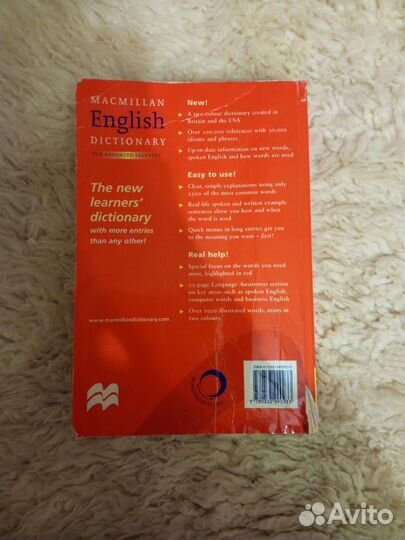 MACMILLAN
English
DICTIONARY
FOR ADVANCED LEARNERS
The new
learners'
dictionary
with more entries
than any other!
www.macmillandictionary.com
New!
A two-colour dictionary created in
Britain and the USA
Over 100,000 references with 30,000
idioms and phrases
Up-to-date information on new words,
spoken English and how words are used
Easy to use!
Clear, simple explanations using only
2500 of the most common words
Real-life spoken and written example
sentences show you how and when
the word is used
Quick menus in long entries get you
to the meaning you want – fast!
Real help!
Special focus on the words you need
most, highlighted in red
22-page Language Awareness section
on key areas such as spoken English,
computer words and business English
Over 1000 illustrated words, many in
two colours.
ISBN
9 780333 990933
Avito